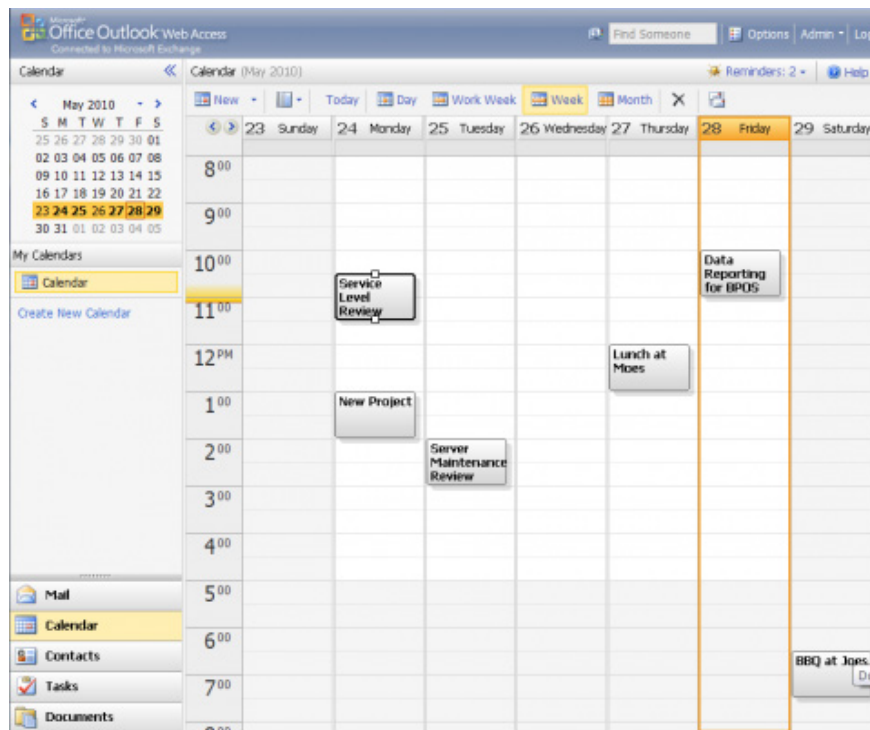 Microsoft®
Office Outlook Web Access
Connected to Microsoft Exchange
Find Someone
Options
Admin
Calendar
«
Calendar (May 2010)
Reminders: 2
Help
New
Today
Day
Work Week
Week
Month
May 2010
S M T W T F S
25 26 27 28 29 30 01
02 03 04 05 06 07 08
09 10 11 12 13 14 15
16 17 18 19 20 21 22
23 24 25 26 27 28 29
30 31 01 02 03 04 05
My Calendars
Calendar
Create New Calendar
23 Sunday
24 Monday
25 Tuesday
26 Wednesday
27 Thursday
28 Friday
29 Saturday
8 00
9 00
10 00
11 00
12 PM
1 00
2 00
3 00
4 00
5 00
6 00
7 00
Service
Level
Review
New Project
Server
Maintenance
Review
Lunch at
Moes
Data
Reporting
for BPOS
BBQ at Joes.
Mail
Calendar
Contacts
Tasks
Documents